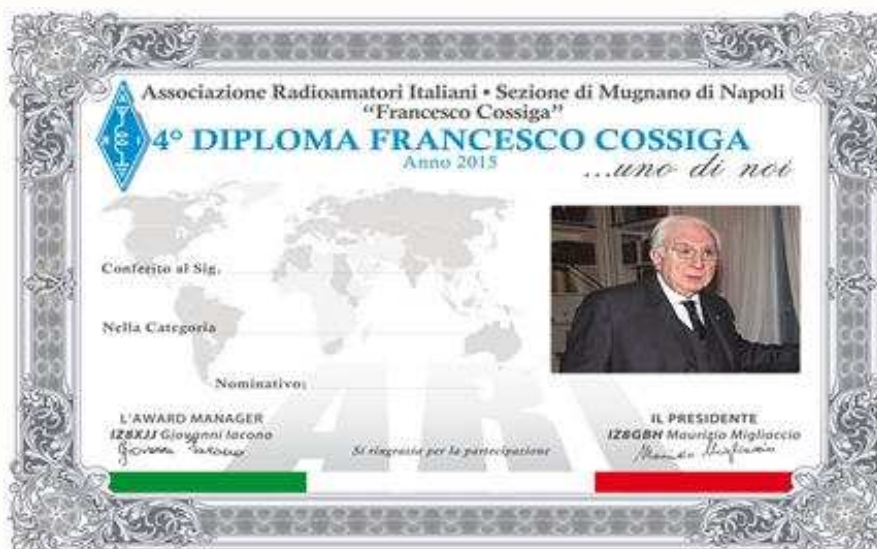 Associazione Radioamatori Italiani • Sezione di Mugnano di Napoli
“Francesco Cossiga”
4° DIPLOMA FRANCESCO COSSIGA
Anno 2015
...uno di noi
Conferito al Sig.
Nella Categoria
Nominativo:
L'AWARD MANAGER
IZ8XJJ Giovanni Iacono
Si ringrazia per la partecipazione
IL PRESIDENTE
IZ8GBH Maurizio Migliaccio
ARI